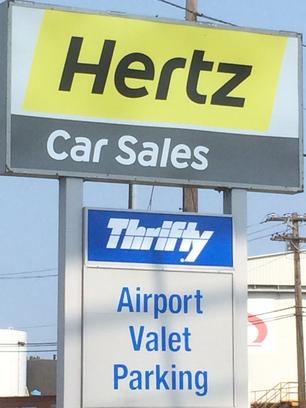 Hertz
Car Sales
Thrifty
Airport
Valet
Parking